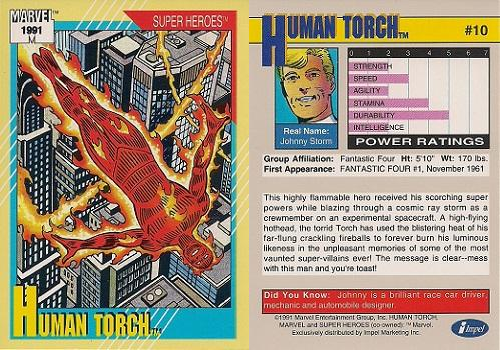 MARVEL™
1991
M
SUPER HEROES™
HUMAN TORCH™
HUMAN TORCH™
#10
0 1 2 3 4 5 6 7
STRENGTH
SPEED
AGILITY
STAMINA
DURABILITY
INTELLIGENCE
POWER RATINGS
Real Name:
Johnny Storm
Group Affiliation: Fantastic Four Ht: 5'10" Wt: 170 lbs.
First Appearance: FANTASTIC FOUR #1, November 1961
This highly flammable hero received his scorching super
powers while blazing through a cosmic ray storm as a
crewmember on an experimental spacecraft. A high-flying
hothead, the torrid Torch has used the blistering heat of his
far-flung crackling fireballs to forever burn his luminous
likeness in the unpleasant memories of some of the most
vaunted super-villains ever! The message is clear--mess
with this man and you're toast!
Did You Know: Johnny is a brilliant race car driver,
mechanic and automobile designer.
©1991 Marvel Entertainment Group, Inc. HUMAN TORCH,
MARVEL and SUPER HEROES (co-owned): ™ Marvel.
Exclusively distributed by Impel Marketing Inc.
Impel